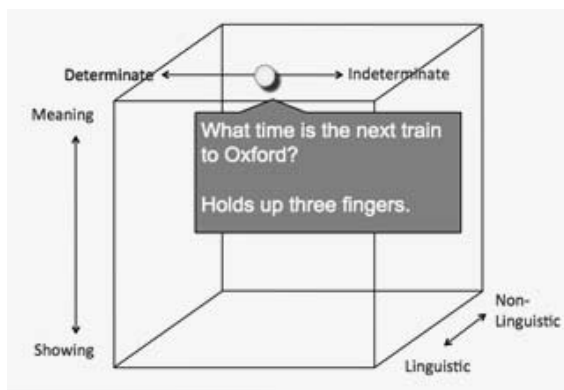 Determinate
Indeterminate
Meaning
What time is the next train
to Oxford?
Holds up three fingers.
Non-
Linguistic
Showing
Linguistic